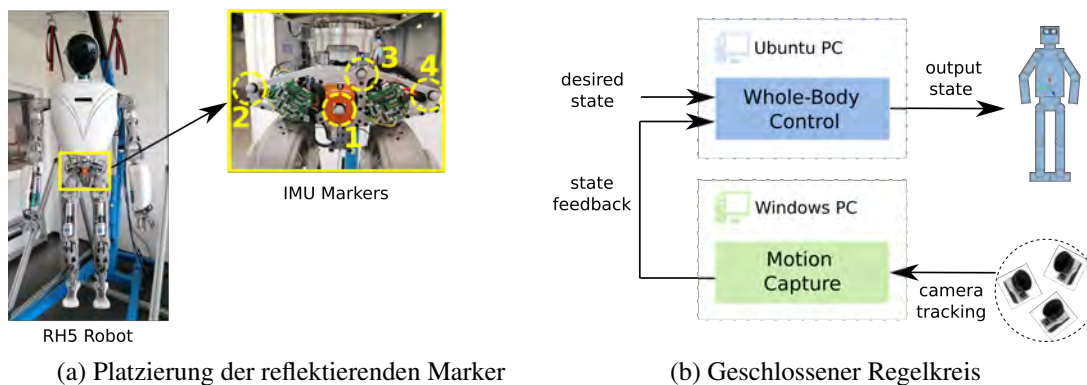 1
2
3
4
IMU Markers
RH5 Robot
(a) Platzierung der reflektierenden Marker
Ubuntu PC
desired
state
Whole-Body
Control
output
state
state
feedback
Windows PC
Motion
Capture
camera
tracking
(b) Geschlossener Regelkreis